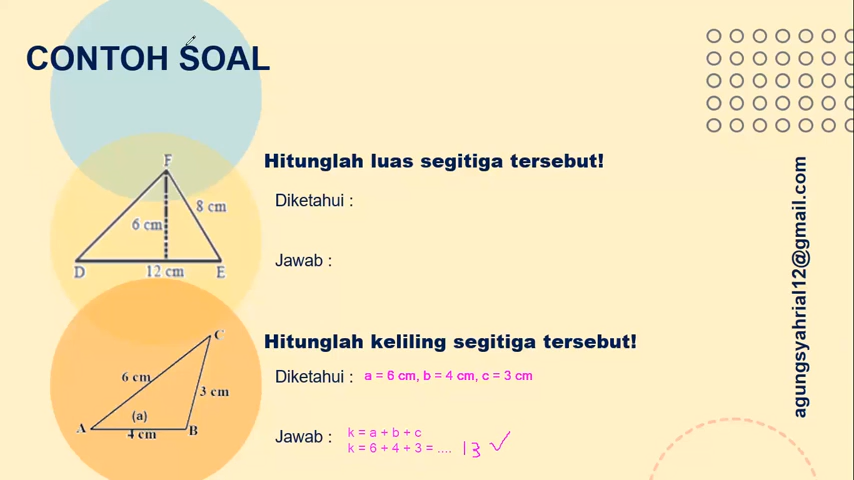 CONTOH SOAL
F
Hitunglah luas segitiga tersebut!
Diketahui :
8 cm
6 cm
Jawab :
D
12 cm
E
Hitunglah keliling segitiga tersebut!
C
Diketahui : a = 6 cm, b = 4 cm, c = 3 cm
6 cm
3 cm
(a)
A
B
4 cm
Jawab : k = a + b + c
k = 6 + 4 + 3 = .... 13 ✓
agungsyahrial12@gmail.com